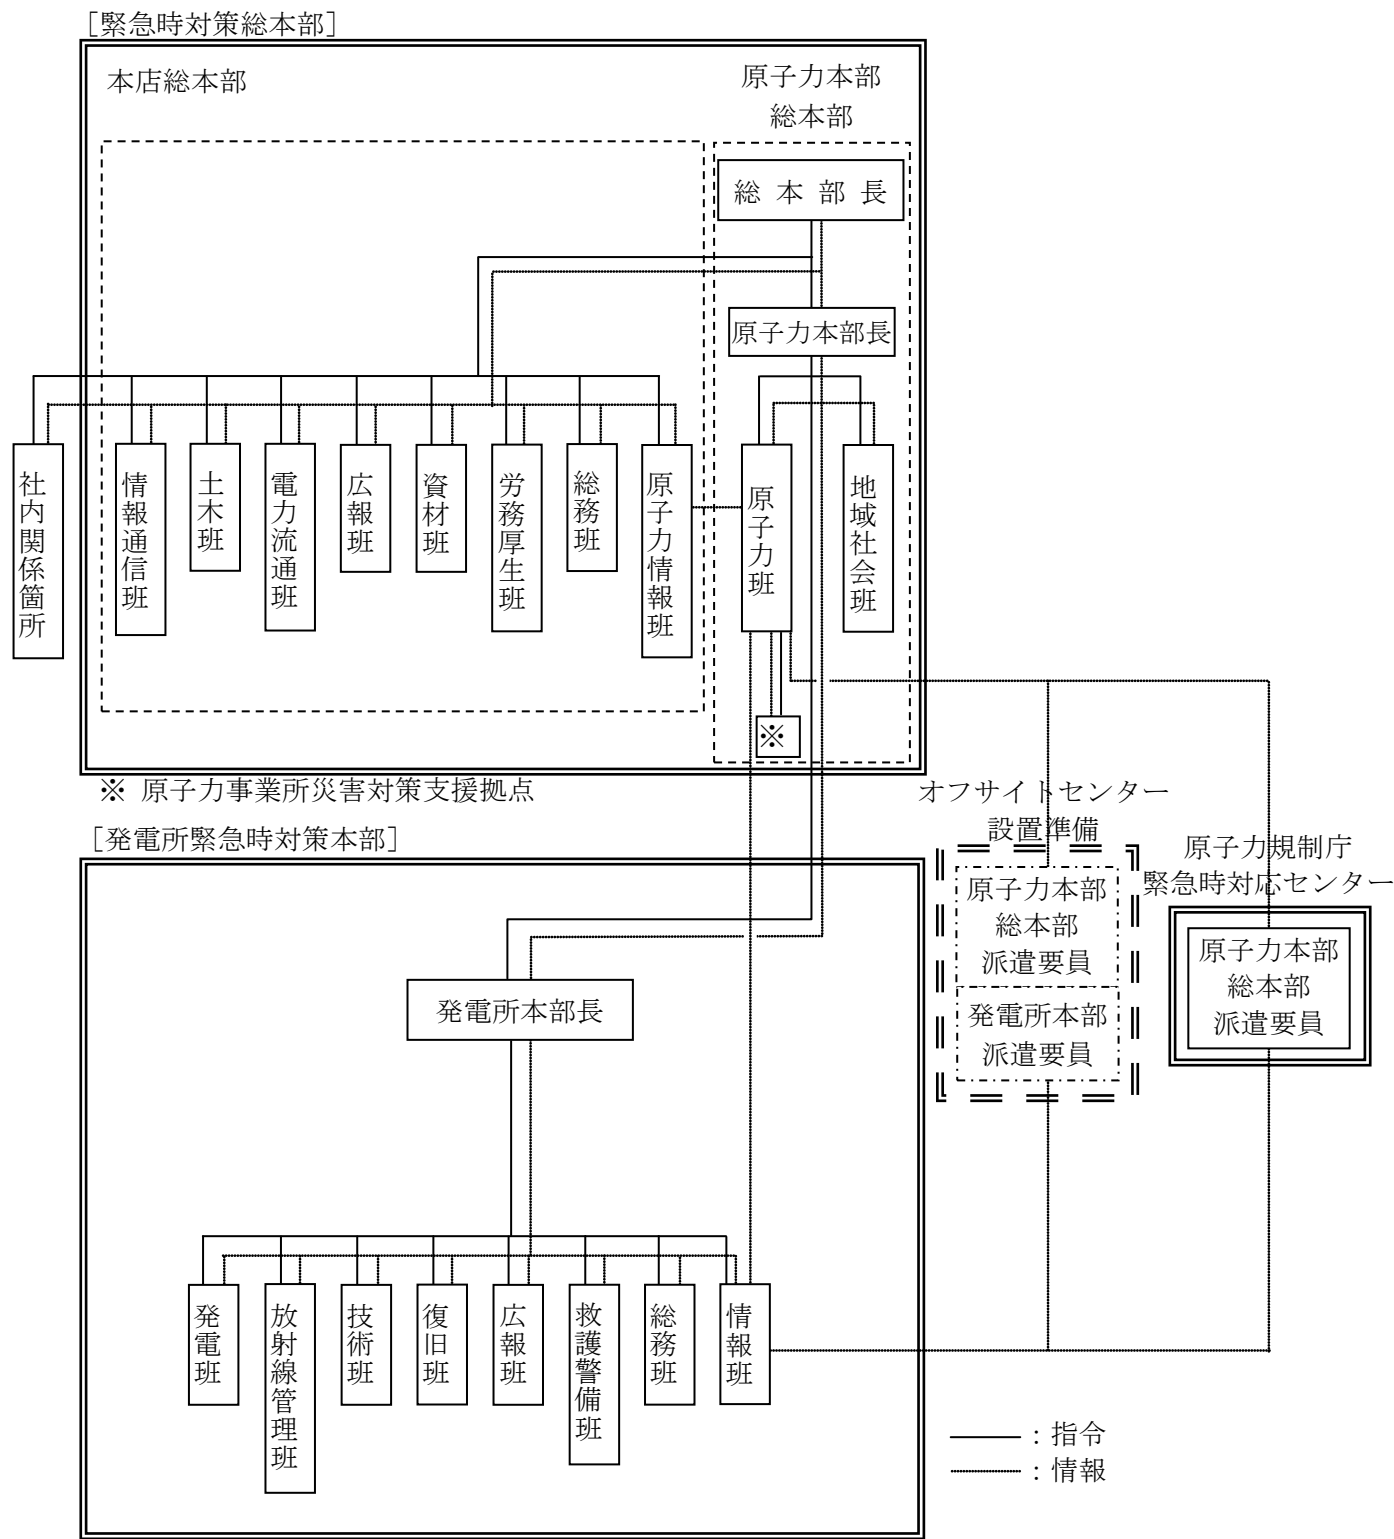 ［緊急時対策総本部］
本店総本部
原子力本部
総本部
総本部長
原子力本部長
社内関係箇所
情報通信班
土木班
電力流通班
広報班
資材班
労務厚生班
総務班
原子力情報班
原子力班
地域社会班
※
※ 原子力事業所災害対策支援拠点
オフサイトセンター
設置準備
原子力本部
総本部
派遣要員
発電所本部
派遣要員
原子力規制庁
緊急時対応センター
原子力本部
総本部
派遣要員
［発電所緊急時対策本部］
発電所本部長
発電班
放射線管理班
技術班
復旧班
広報班
救護警備班
総務班
情報班
：指令
：情報